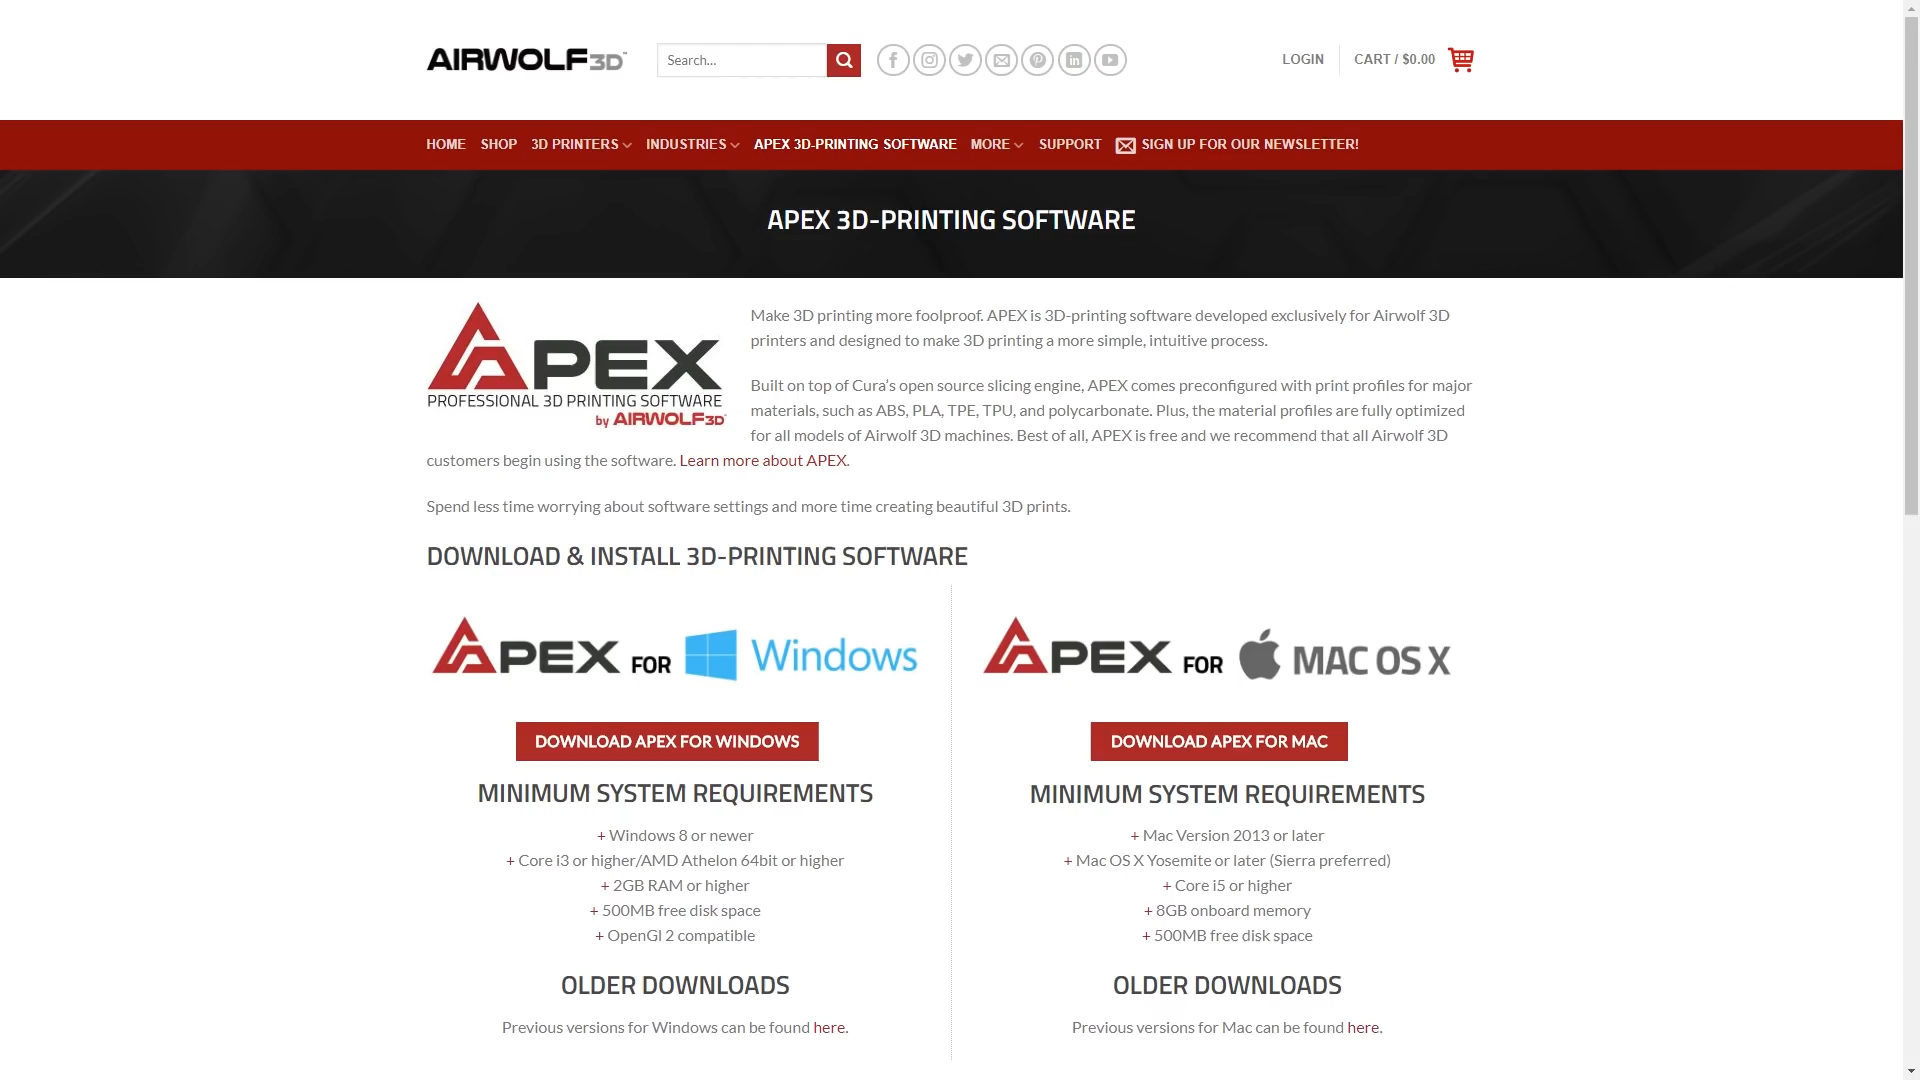 AIRWOLF 3D™
Search…
LOGIN
CART / $0.00
HOME
SHOP
3D PRINTERS
INDUSTRIES
APEX 3D-PRINTING SOFTWARE
MORE
SUPPORT
SIGN UP FOR OUR NEWSLETTER!
APEX 3D-PRINTING SOFTWARE
APEX
PROFESSIONAL 3D PRINTING SOFTWARE
by AIRWOLF 3D
Make 3D printing more foolproof. APEX is 3D-printing software developed exclusively for Airwolf 3D
printers and designed to make 3D printing a more simple, intuitive process.
Built on top of Cura’s open source slicing engine, APEX comes preconfigured with print profiles for major
materials, such as ABS, PLA, TPE, TPU, and polycarbonate. Plus, the material profiles are fully optimized
for all models of Airwolf 3D machines. Best of all, APEX is free and we recommend that all Airwolf 3D
customers begin using the software. Learn more about APEX.
Spend less time worrying about software settings and more time creating beautiful 3D prints.
DOWNLOAD & INSTALL 3D-PRINTING SOFTWARE
APEX FOR Windows
DOWNLOAD APEX FOR WINDOWS
MINIMUM SYSTEM REQUIREMENTS
+ Windows 8 or newer
+ Core i3 or higher/AMD Athelon 64bit or higher
+ 2GB RAM or higher
+ 500MB free disk space
+ OpenGl 2 compatible
OLDER DOWNLOADS
Previous versions for Windows can be found here.
APEX FOR MAC OS X
DOWNLOAD APEX FOR MAC
MINIMUM SYSTEM REQUIREMENTS
+ Mac Version 2013 or later
+ Mac OS X Yosemite or later (Sierra preferred)
+ Core i5 or higher
+ 8GB onboard memory
+ 500MB free disk space
OLDER DOWNLOADS
Previous versions for Mac can be found here.